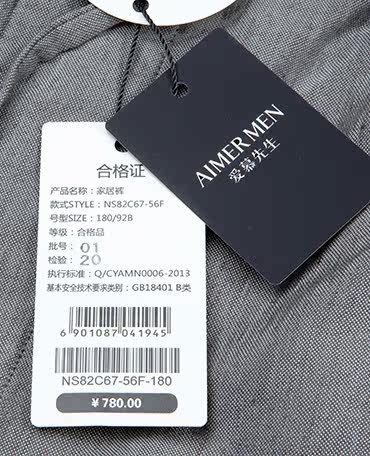 AIMER MEN
爱慕先生
合格证
产品名称：家居裤
款式STYLE：NS82C67-56F
号型SIZE：180/92B
等级：合格品
批号：01
检验：20
执行标准：Q/CYAMN0006-2013
基本安全技术要求类别：GB18401 B类
6901087041945
NS82C67-56F-180
￥780.00